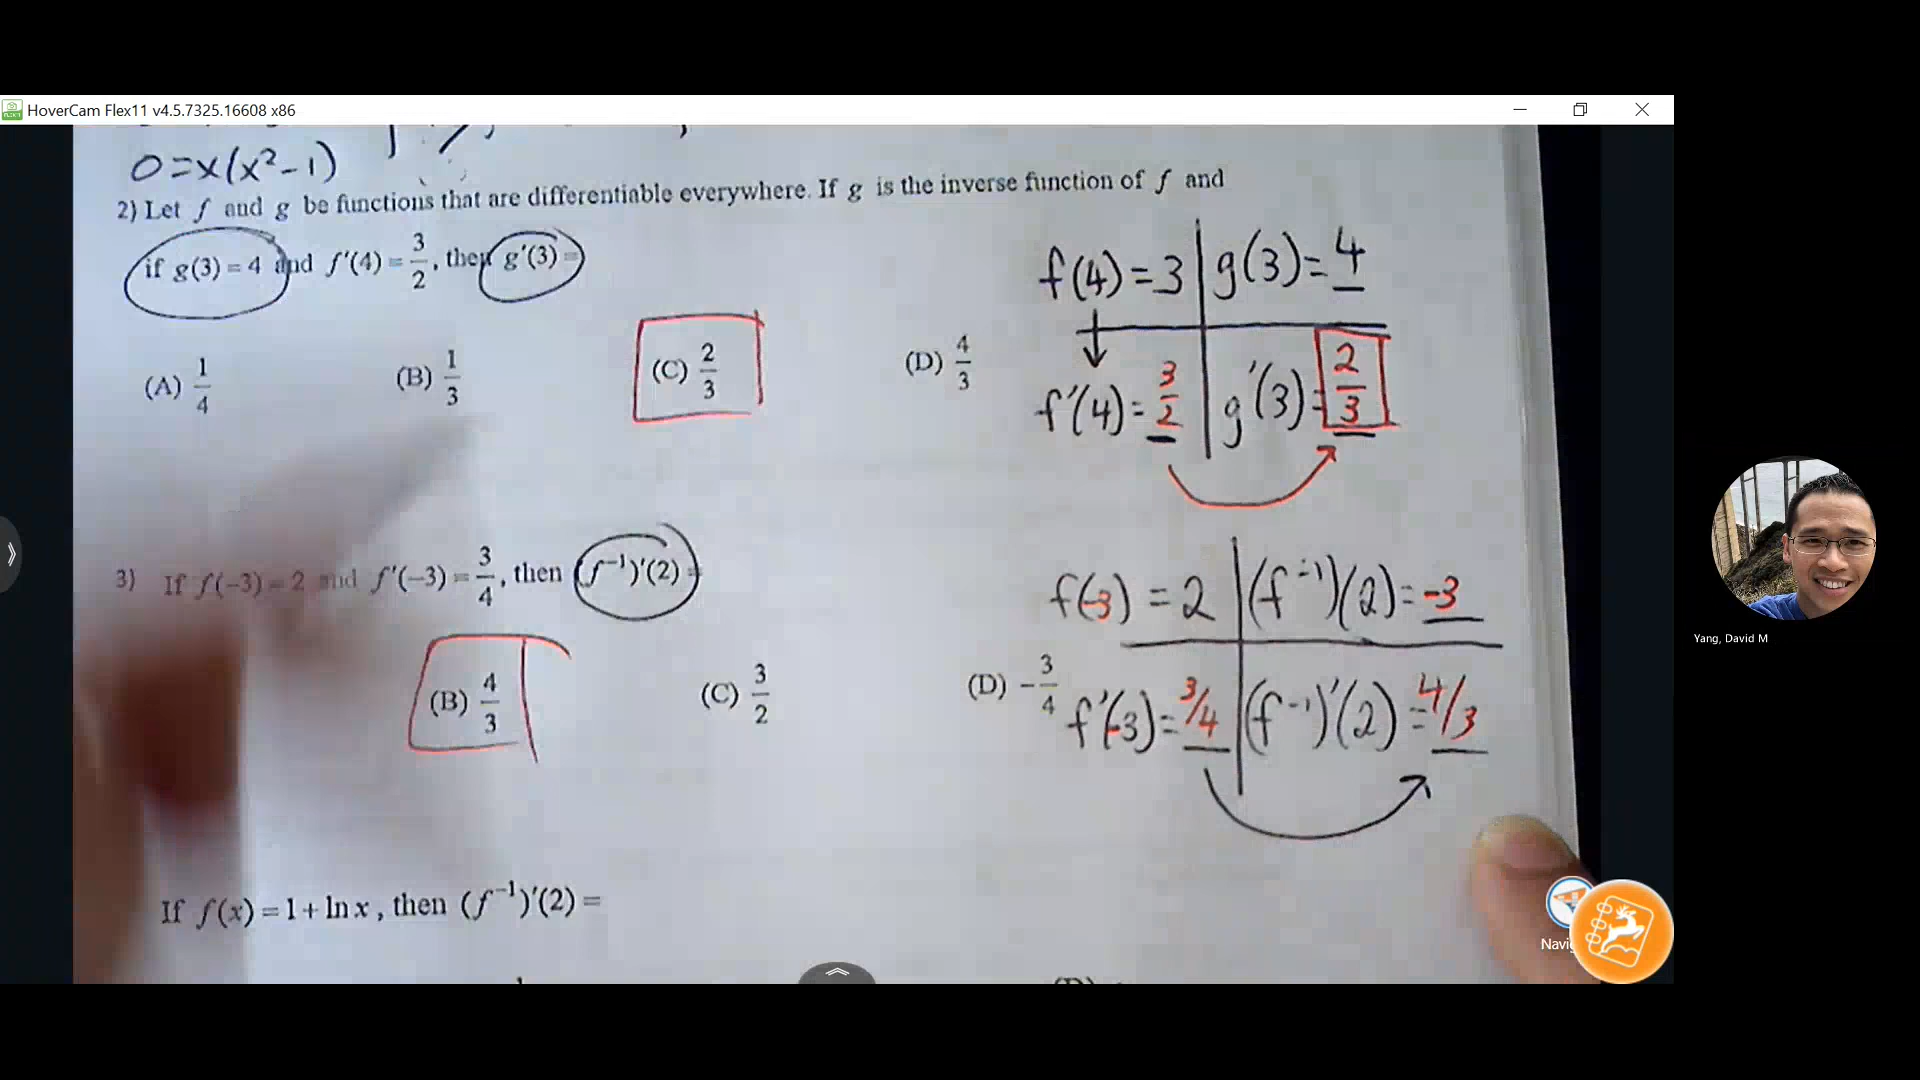 HoverCam Flex11 v4.5.7325.16608 x86
0=x(x²-1)
2) Let f and g be functions that are differentiable everywhere. If g is the inverse function of f and
if g(3) = 4 and f'(4) = 3/2, then g'(3) =
(A) 1/4 (B) 1/3 (C) 2/3 (D) 4/3
f(4)=3 g(3)=4
f'(4)=3/2 g'(3)=2/3
3) If f(-3) = 2 and f'(-3) = 3/4, then (f⁻¹)'(2) =
(B) 4/3 (C) 3/2 (D) -3/4
f(-3)=2 (f⁻¹)(2)=-3
f'(-3)=3/4 (f⁻¹)'(2)=4/3
If f(x) = 1 + ln x, then (f⁻¹)'(2) =
Yang, David M